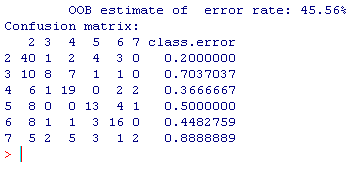 OOB estimate of  error rate: 45.56%
Confusion matrix:
   2 3  4  5  6 7 class.error
2 40 1  2  4  3 0   0.2000000
3 10 8  7  1  1 0   0.7037037
4  6 1 19  0  2 2   0.3666667
5  8 0  0 13  4 1   0.5000000
6  8 1  1  3 16 0   0.4482759
7  5 2  5  3  1 2   0.8888889
>